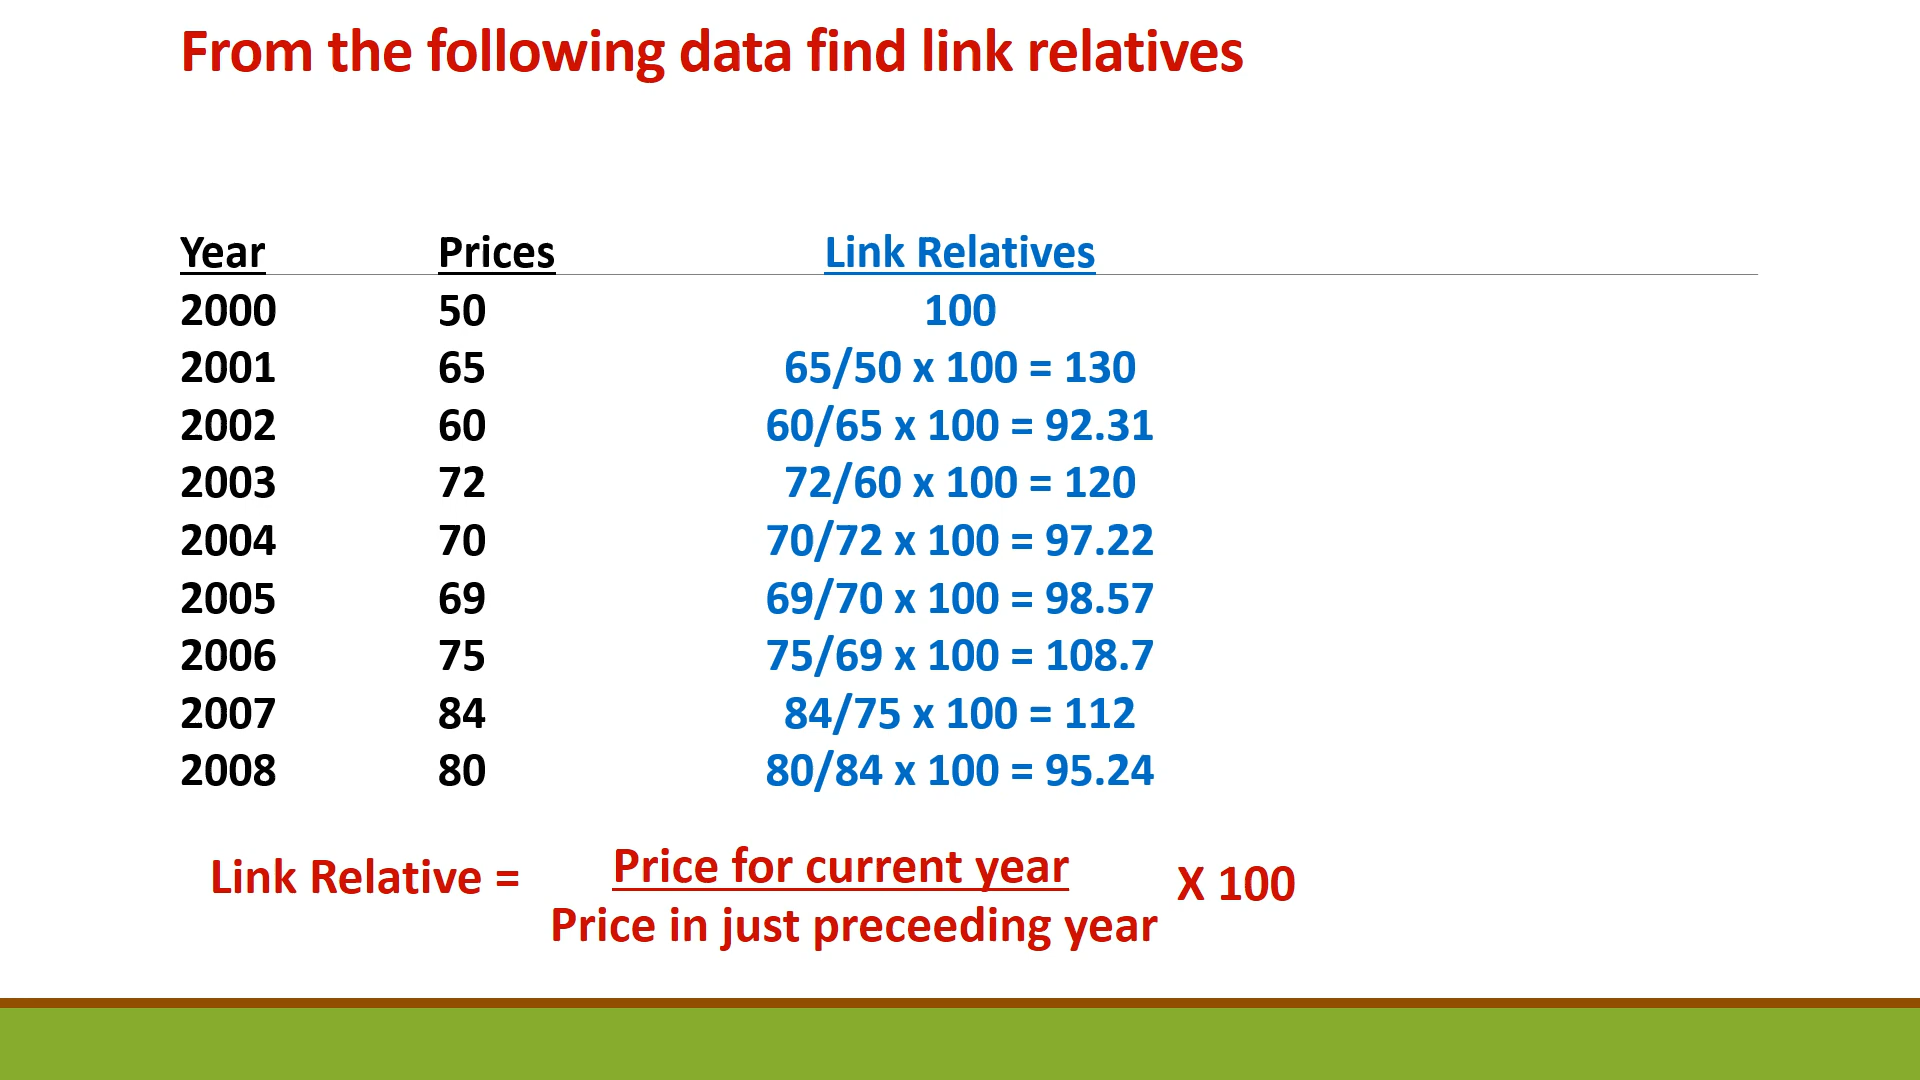 From the following data find link relatives
Year Prices Link Relatives
2000 50 100
2001 65 65/50 x 100 = 130
2002 60 60/65 x 100 = 92.31
2003 72 72/60 x 100 = 120
2004 70 70/72 x 100 = 97.22
2005 69 69/70 x 100 = 98.57
2006 75 75/69 x 100 = 108.7
2007 84 84/75 x 100 = 112
2008 80 80/84 x 100 = 95.24
Link Relative = Price for current year X 100
Price in just preceeding year